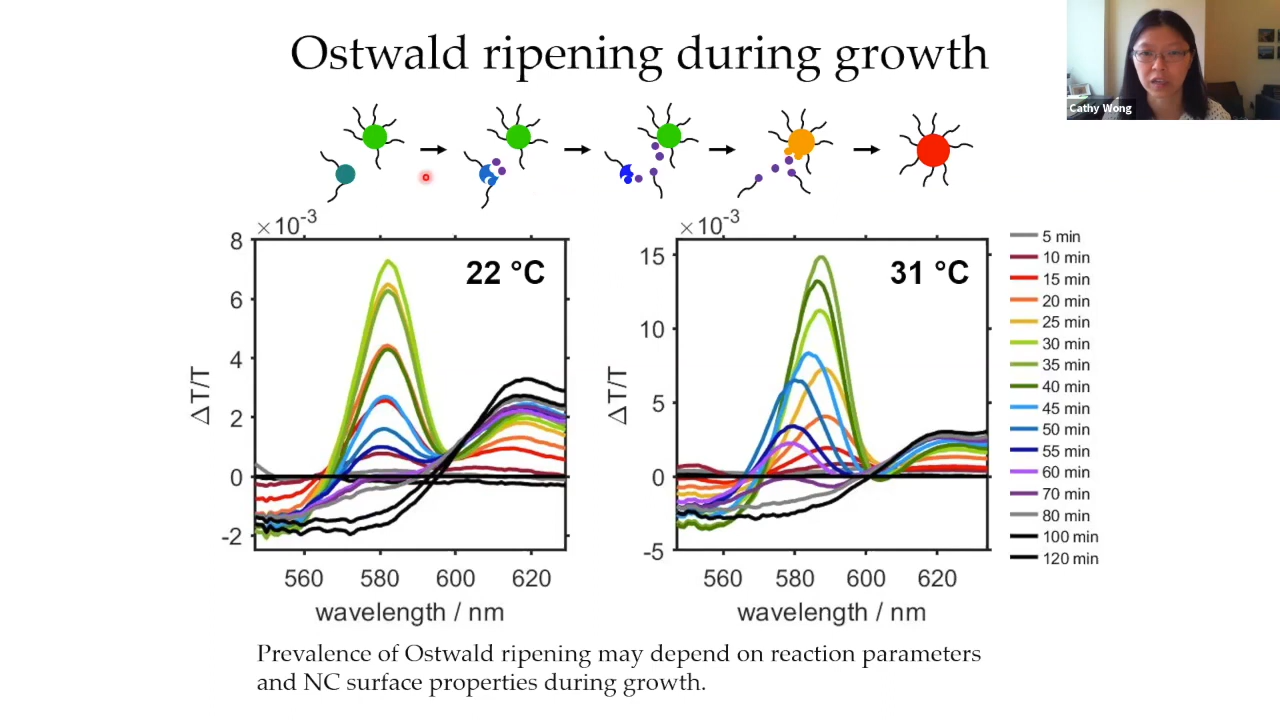 Ostwald ripening during growth
Cathy Wong
×10-3
8
6
4
2
0
-2
22 °C
ΔT/T
560 580 600 620
wavelength / nm
×10-3
15
10
5
0
-5
31 °C
ΔT/T
560 580 600 620
wavelength / nm
5 min
10 min
15 min
20 min
25 min
30 min
35 min
40 min
45 min
50 min
55 min
60 min
70 min
80 min
100 min
120 min
Prevalence of Ostwald ripening may depend on reaction parameters
and NC surface properties during growth.